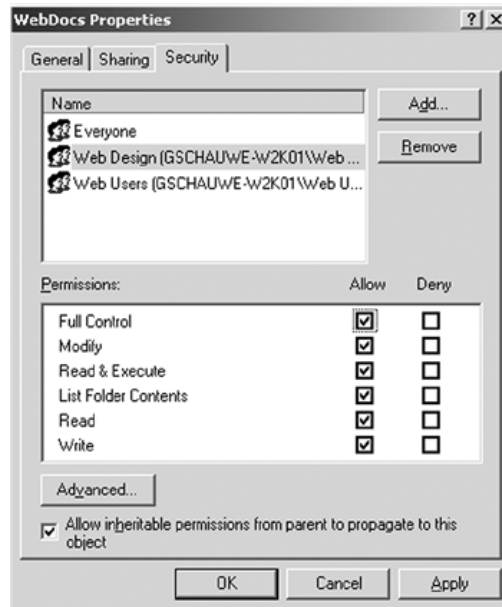 WebDocs Properties
? x
General Sharing Security
Name
Everyone
Web Design (GSCHAUWE-W2K01\Web ...
Web Users (GSCHAUWE-W2K01\Web U...
Add...
Remove
Permissions: Allow Deny
Full Control
Modify
Read & Execute
List Folder Contents
Read
Write
Advanced...
Allow inheritable permissions from parent to propagate to this
object
OK Cancel Apply